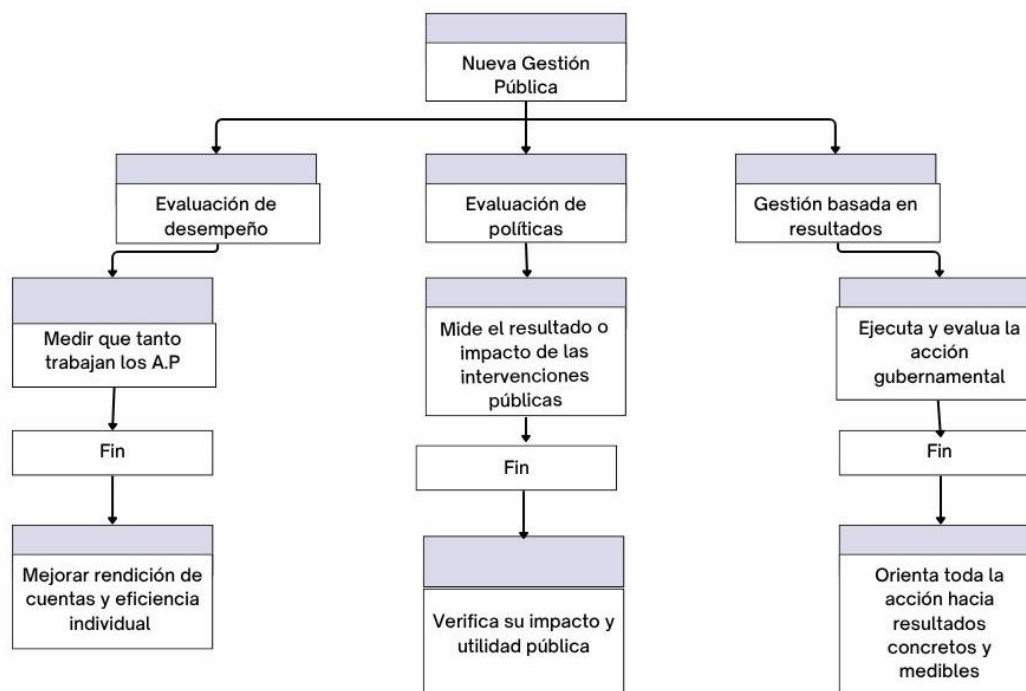 Nueva Gestión
Pública
Evaluación de
desempeño
Evaluación de
políticas
Gestión basada en
resultados
Medir que tanto
trabajan los A.P
Mide el resultado o
impacto de las
intervenciones
públicas
Ejecuta y evalua la
acción
gubernamental
Fin
Fin
Fin
Mejorar rendición de
cuentas y eficiencia
individual
Verifica su impacto y
utilidad pública
Orienta toda la
acción hacia
resultados
concretos y
medibles